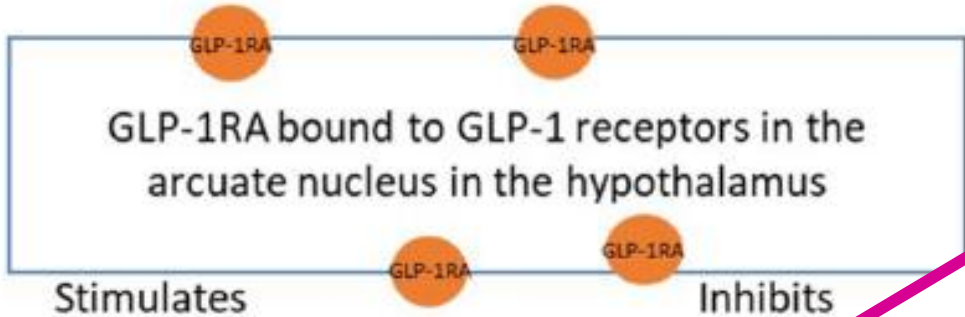 GLP-1RA GLP-1RA
GLP-1RA bound to GLP-1 receptors in the
arcuate nucleus in the hypothalamus
GLP-1RA GLP-1RA
Stimulates Inhibits